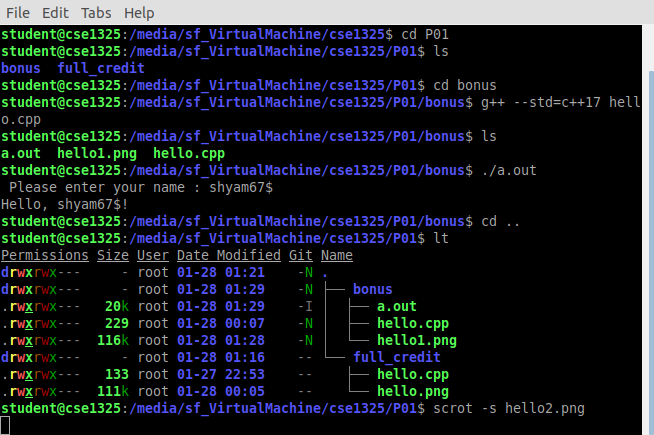 File Edit Tabs Help
student@cse1325:/media/sf_VirtualMachine/cse1325$ cd P01
student@cse1325:/media/sf_VirtualMachine/cse1325/P01$ ls
bonus  full_credit
student@cse1325:/media/sf_VirtualMachine/cse1325/P01$ cd bonus
student@cse1325:/media/sf_VirtualMachine/cse1325/P01/bonus$ g++ --std=c++17 hell
o.cpp
student@cse1325:/media/sf_VirtualMachine/cse1325/P01/bonus$ ls
a.out  hello1.png  hello.cpp
student@cse1325:/media/sf_VirtualMachine/cse1325/P01/bonus$ ./a.out
 Please enter your name : shyam67$
Hello, shyam67$!
student@cse1325:/media/sf_VirtualMachine/cse1325/P01/bonus$ cd ..
student@cse1325:/media/sf_VirtualMachine/cse1325/P01$ lt
Permissions Size User Date Modified Git Name
drwxrwx---     - root 01-28 01:21    -N .
drwxrwx---     - root 01-28 01:29    -N ├── bonus
.rwxrwx---   20k root 01-28 01:29    -I │  ├── a.out
.rwxrwx---   229 root 01-28 00:07    -N │  ├── hello.cpp
.rwxrwx---  116k root 01-28 01:28    -N │  └── hello1.png
drwxrwx---     - root 01-28 01:16    -- └── full_credit
.rwxrwx---   133 root 01-27 22:53    --    ├── hello.cpp
.rwxrwx---  111k root 01-28 00:05    --    └── hello.png
student@cse1325:/media/sf_VirtualMachine/cse1325/P01$ scrot -s hello2.png